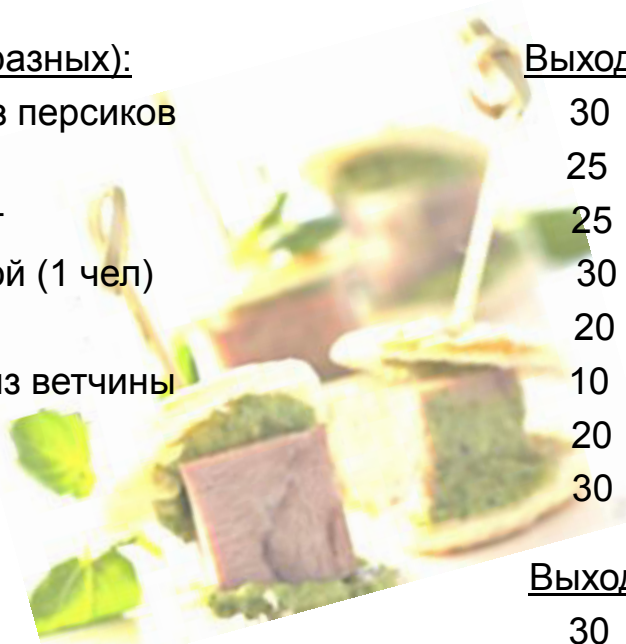 разных): Выход
з персиков 30
25
25
ой (1 чел) 30
20
из ветчины 10
20
30
Выход
30